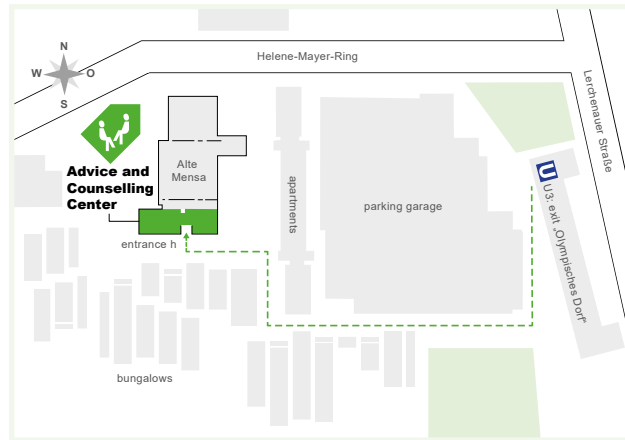 N
W O
S
Helene-Mayer-Ring
Lerchenauer Straße
Advice and
Counselling
Center
Alte
Mensa
apartments
parking garage
U
U3: exit „Olympisches Dorf“
entrance h
bungalows